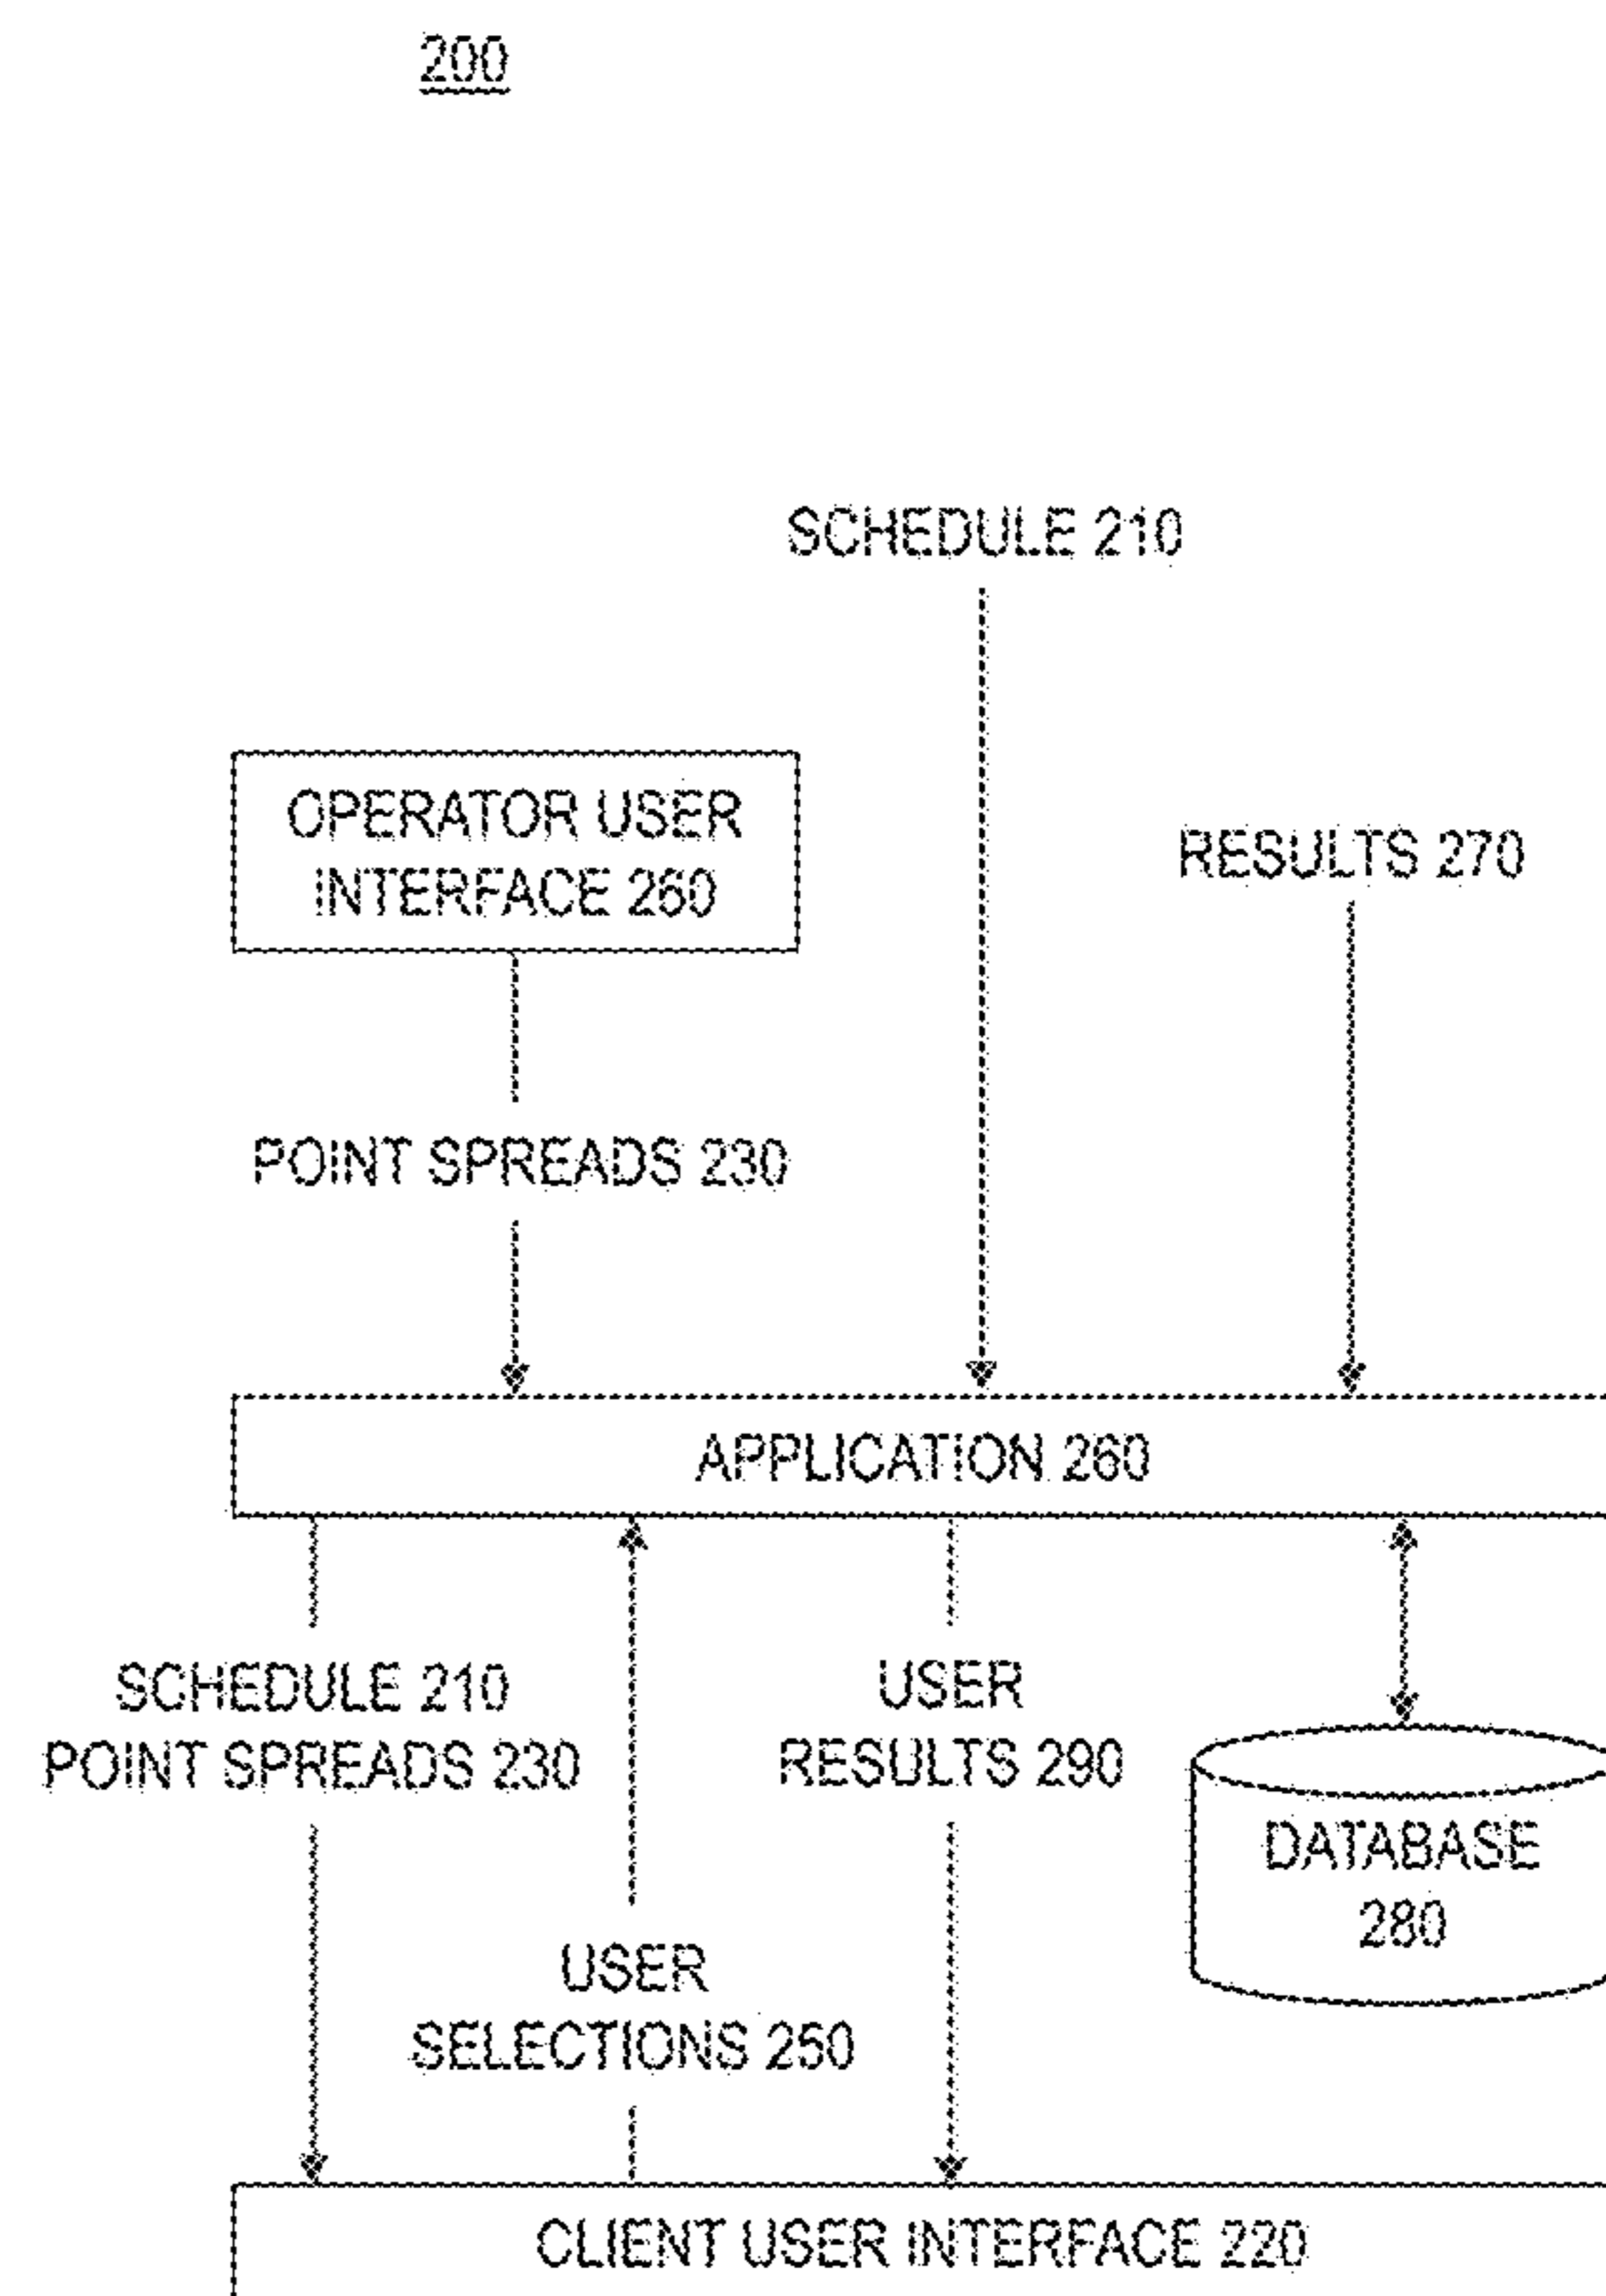 200
SCHEDULE 210
OPERATOR USER
INTERFACE 260
RESULTS 270
POINT SPREADS 230
APPLICATION 260
SCHEDULE 210
POINT SPREADS 230
USER
RESULTS 290
DATABASE
280
USER
SELECTIONS 250
CLIENT USER INTERFACE 220